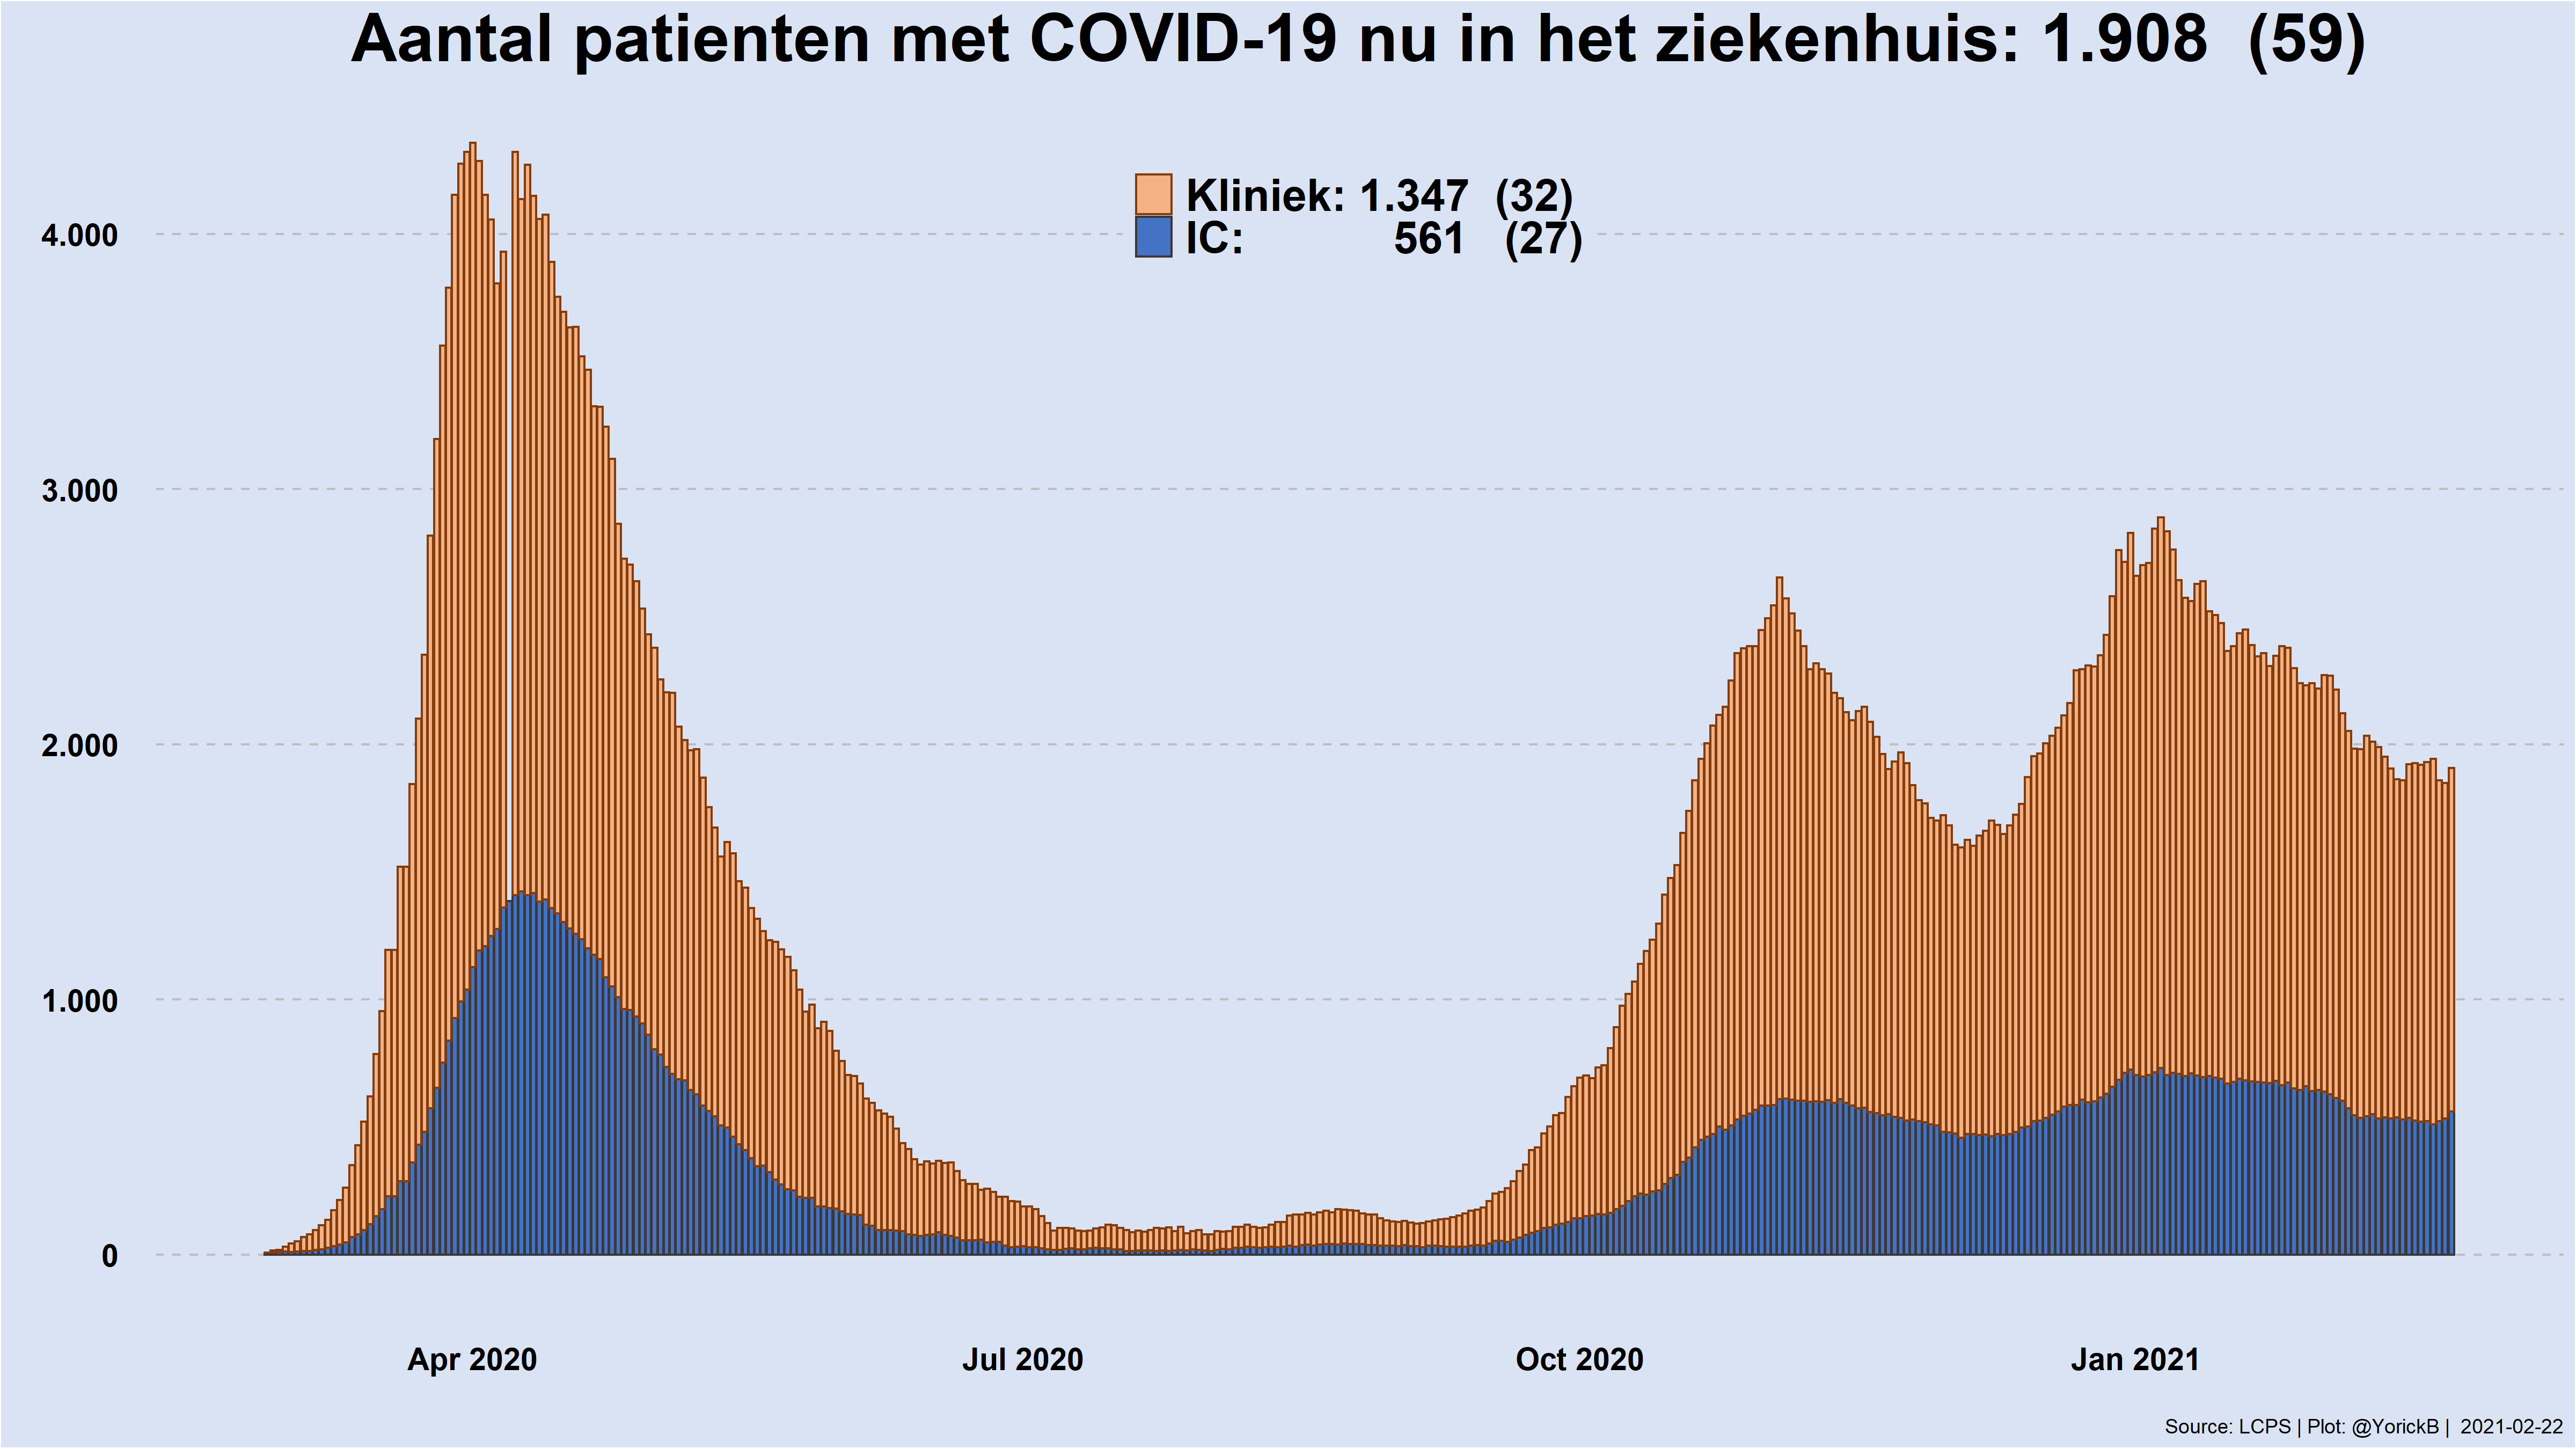 Aantal patienten met COVID-19 nu in het ziekenhuis: 1.908 (59)
Kliniek: 1.347 (32)
IC: 561 (27)
4.000
3.000
2.000
1.000
0
Apr 2020 Jul 2020 Oct 2020 Jan 2021
Source: LCPS | Plot: @YorickB | 2021-02-22